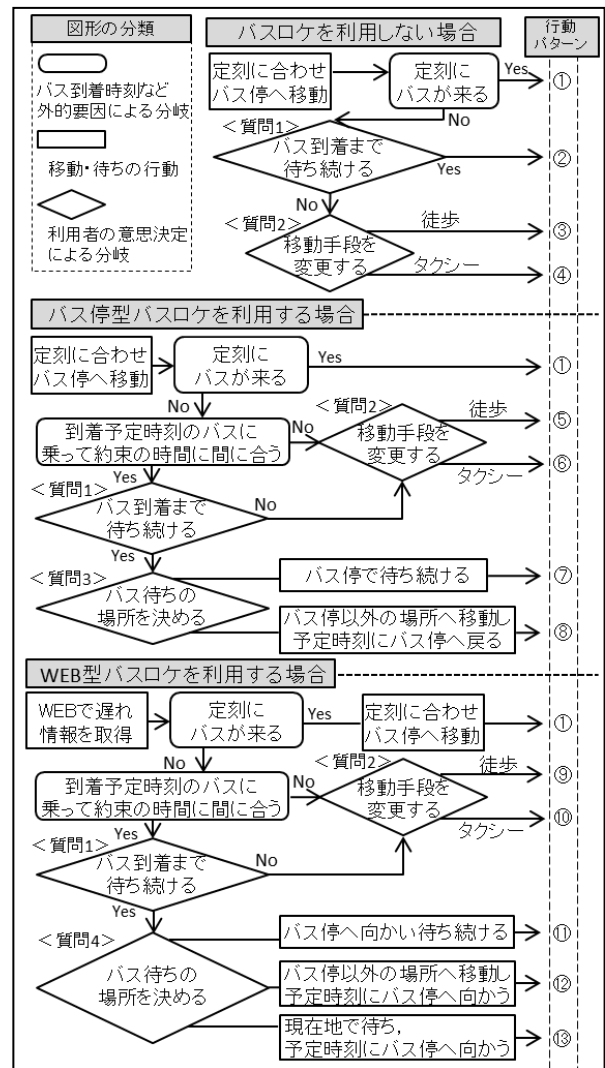 図形の分類
バス到着時刻など
外的要因による分岐
移動・待ちの行動
利用者の意思決定
による分岐
バスロケを利用しない場合
行動
パターン
定刻に合わせ
バス停へ移動
定刻に
バスが来る
Yes
①
No
<質問1>
バス到着まで
待ち続ける
Yes
②
No
<質問2>
移動手段を
変更する
徒歩
③
タクシー
④
バス停型バスロケを利用する場合
定刻に合わせ
バス停へ移動
定刻に
バスが来る
Yes
①
No
到着予定時刻のバスに
乗って約束の時間に間に合う
No
<質問2>
移動手段を
変更する
徒歩
⑤
タクシー
⑥
Yes
<質問1>
バス到着まで
待ち続ける
No
Yes
<質問3>
バス待ちの
場所を決める
バス停で待ち続ける
⑦
バス停以外の場所へ移動し
予定時刻にバス停へ戻る
⑧
WEB型バスロケを利用する場合
WEBで遅れ
情報を取得
定刻に
バスが来る
Yes
定刻に合わせ
バス停へ移動
①
No
到着予定時刻のバスに
乗って約束の時間に間に合う
No
<質問2>
移動手段を
変更する
徒歩
⑨
タクシー
⑩
Yes
<質問1>
バス到着まで
待ち続ける
No
Yes
<質問4>
バス待ちの
場所を決める
バス停へ向かい待ち続ける
⑪
バス停以外の場所へ移動し
予定時刻にバス停へ向かう
⑫
現在地で待ち,
予定時刻にバス停へ向かう
⑬